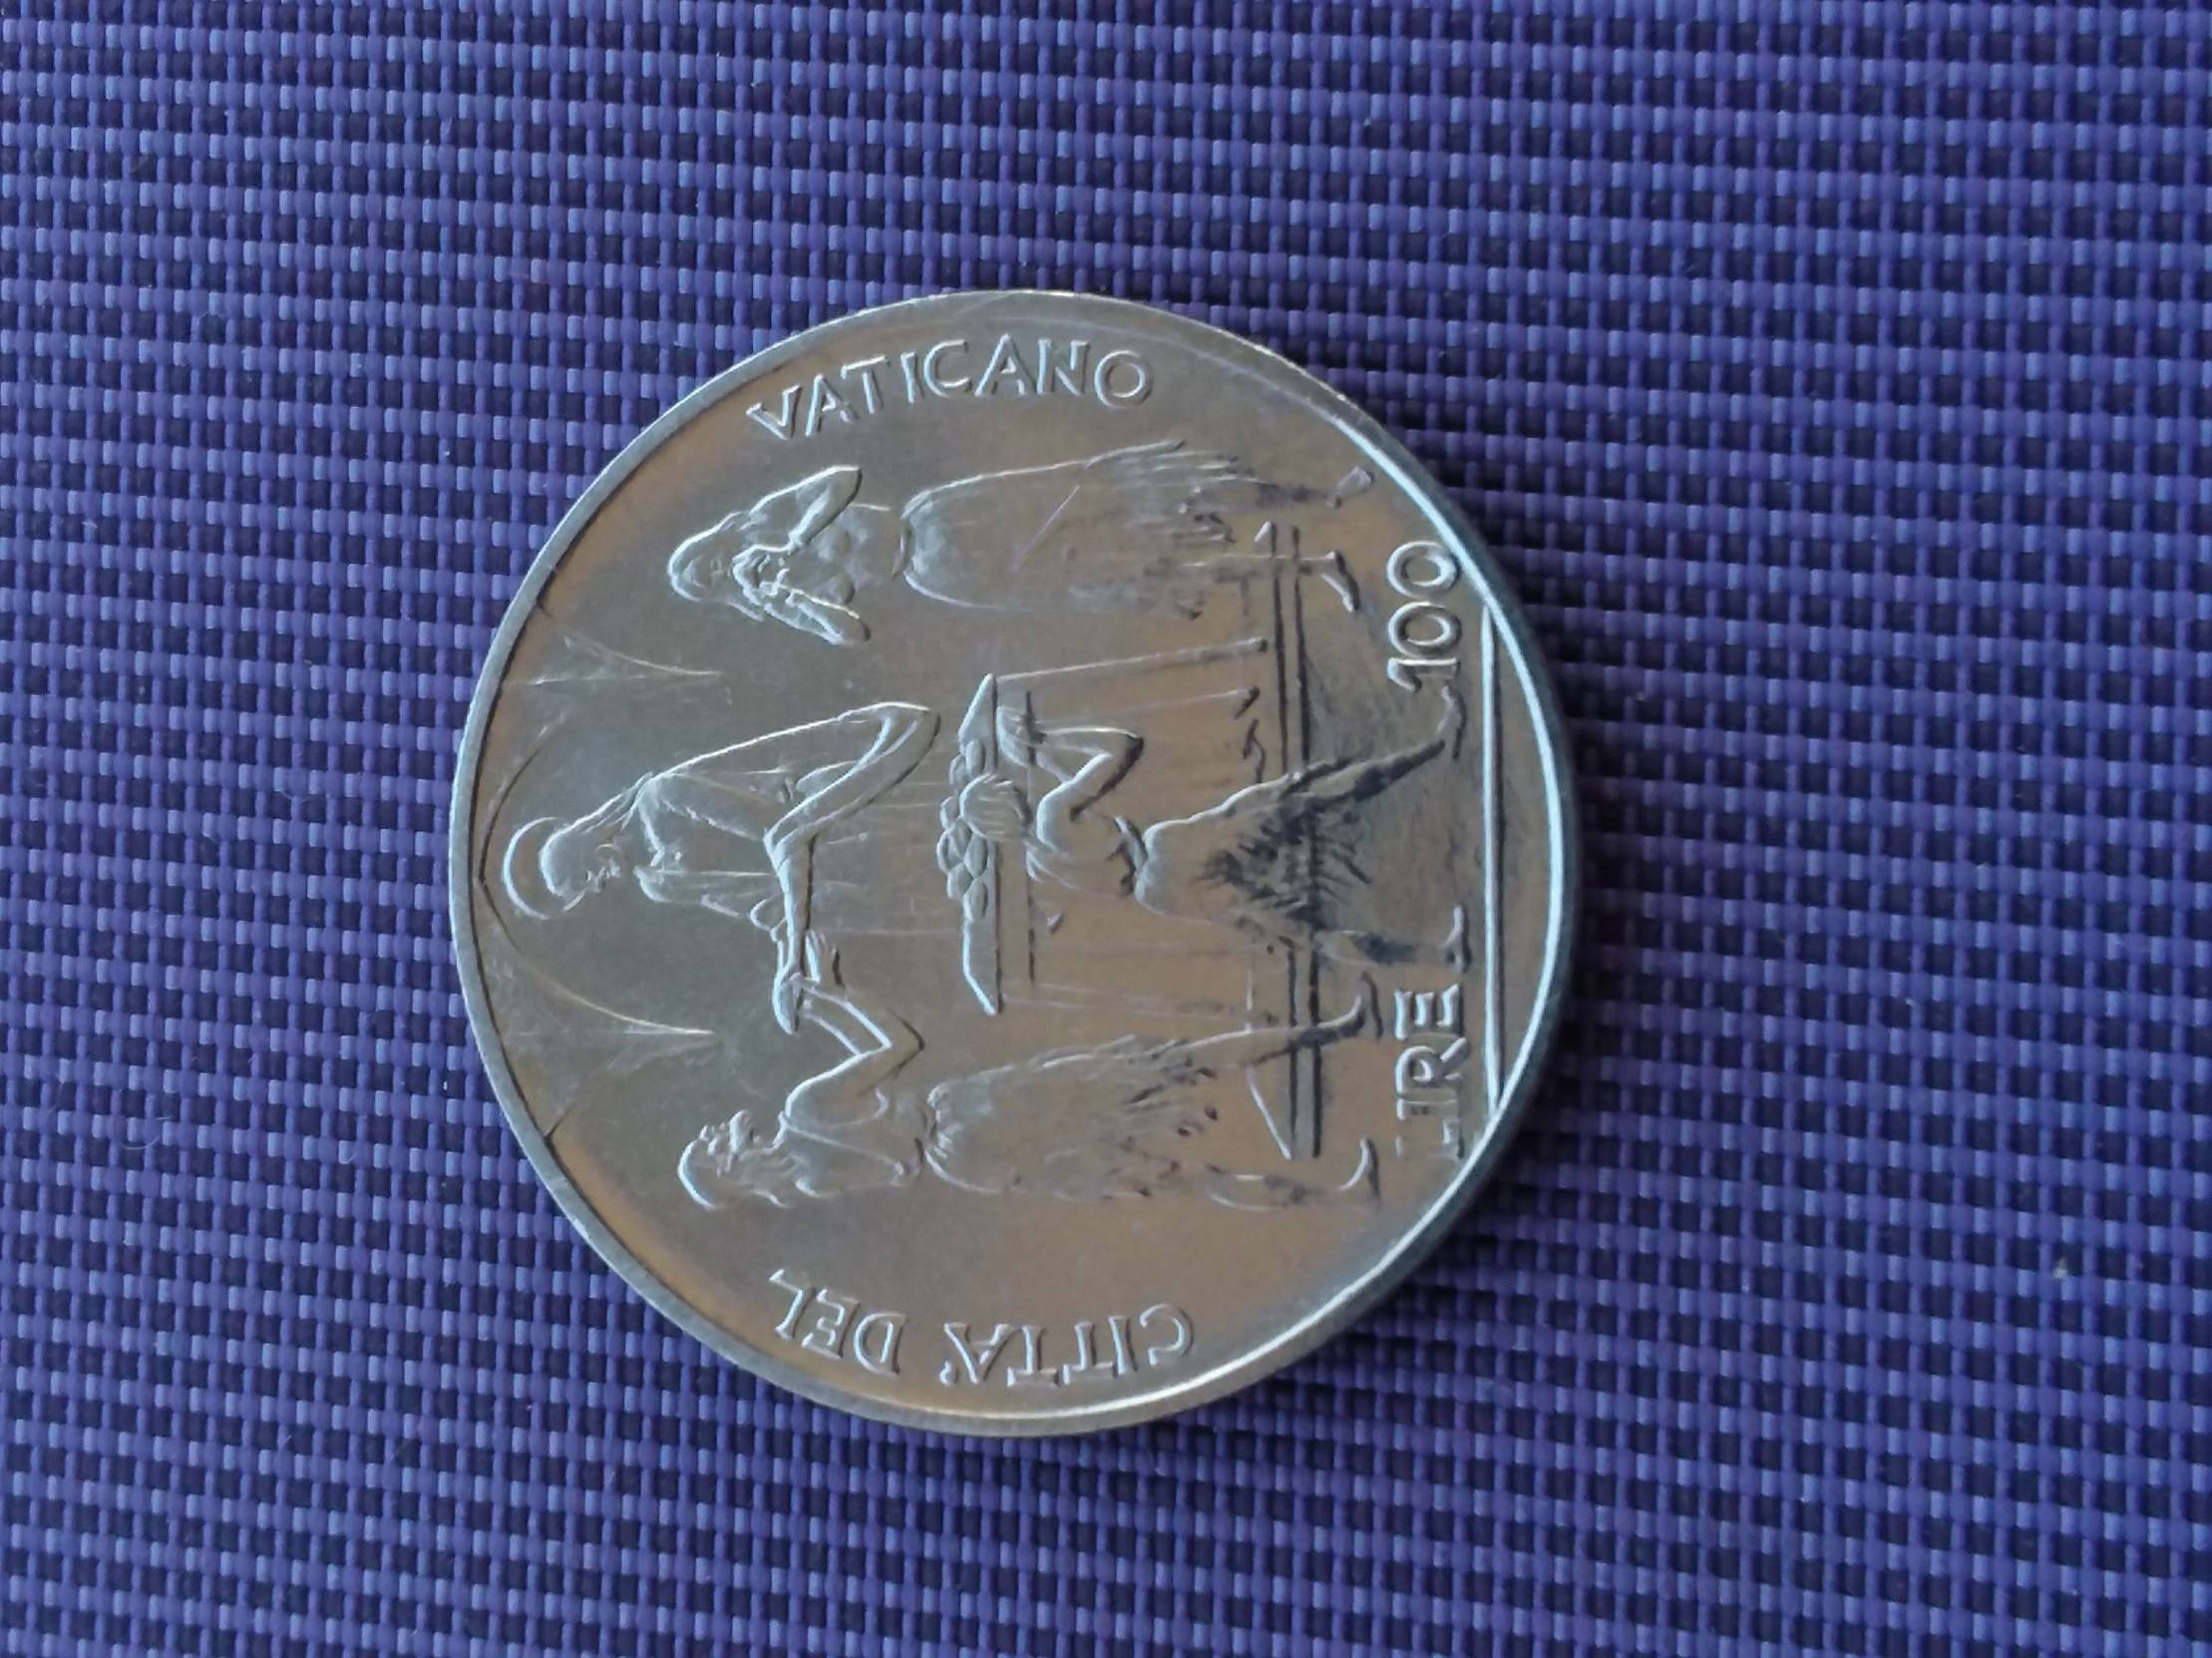 CITTA' DEL
VATICANO
LIRE 100